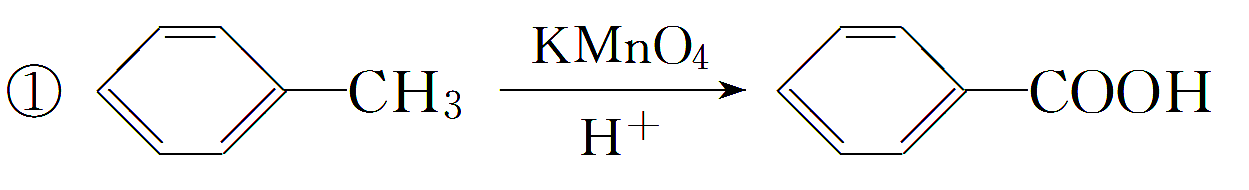 KMnO₄
① CH₃ COOH
H⁺